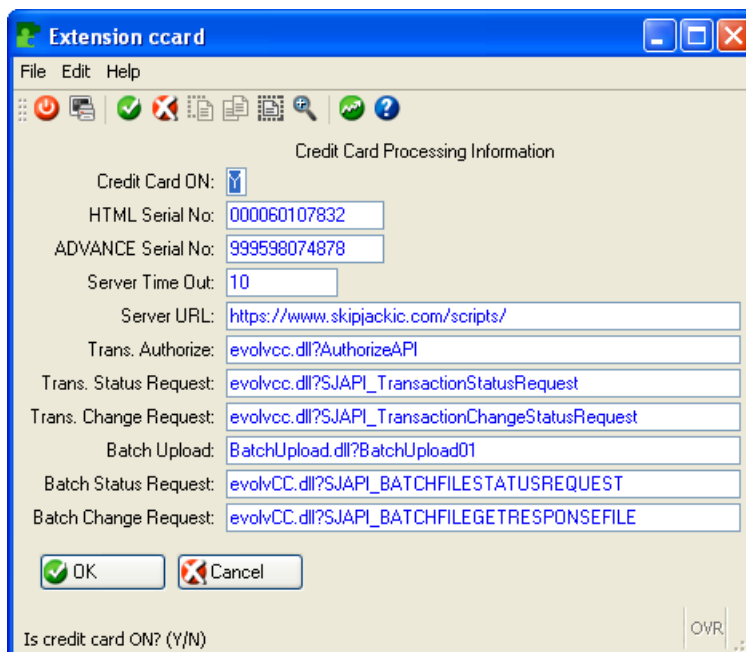 Extension ccard
File Edit Help
Credit Card Processing Information
Credit Card ON: Y
HTML Serial No: 000060107832
ADVANCE Serial No: 999598074878
Server Time Out: 10
Server URL: https://www.skipjackic.com/scripts/
Trans. Authorize: evolvcc.dll?AuthorizeAPI
Trans. Status Request: evolvcc.dll?SJAPI_TransactionStatusRequest
Trans. Change Request: evolvcc.dll?SJAPI_TransactionChangeStatusRequest
Batch Upload: BatchUpload.dll?BatchUpload01
Batch Status Request: evolvCC.dll?SJAPI_BATCHFILESTATUSREQUEST
Batch Change Request: evolvCC.dll?SJAPI_BATCHFILEGETRESPONSEFILE
OK Cancel
Is credit card ON? (Y/N) OVR